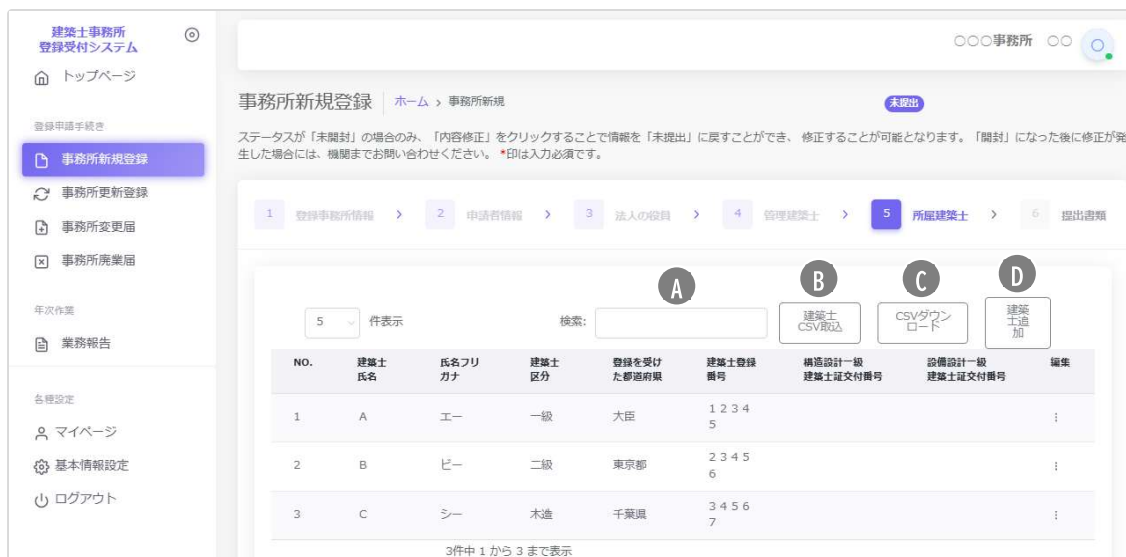 建築士事務所
登録受付システム
トップページ
登録申請手続き
事務所新規登録
事務所更新登録
事務所変更届
事務所廃業届
年次作業
業務報告
各種設定
マイページ
基本情報設定
ログアウト
○○○事務所 ○○ ○
事務所新規登録 ホーム > 事務所新規 未提出
ステータスが「未開封」の場合のみ、「内容修正」をクリックすることで情報を「未提出」に戻すことができ、 修正することが可能となります。「開封」になった後に修正が発
生した場合には、機関までお問い合わせください。 *印は入力必須です。
1 登録事務所情報 > 2 申請者情報 > 3 法人の役員 > 4 管理建築士 > 5 所属建築士 > 6 提出書類
A B C D
5 件表示 検索: 建築士 CSV取込 CSVダウンロード 建築士追加
NO. 建築士氏名 氏名フリガナ 建築士区分 登録を受けた都道府県 建築士登録番号 構造設計一級建築士証交付番号 設備設計一級建築士証交付番号 編集
1 A エー 一級 大臣 12345
2 B ビー 二級 東京都 23456
3 C シー 木造 千葉県 34567
3件中 1 から 3 まで表示